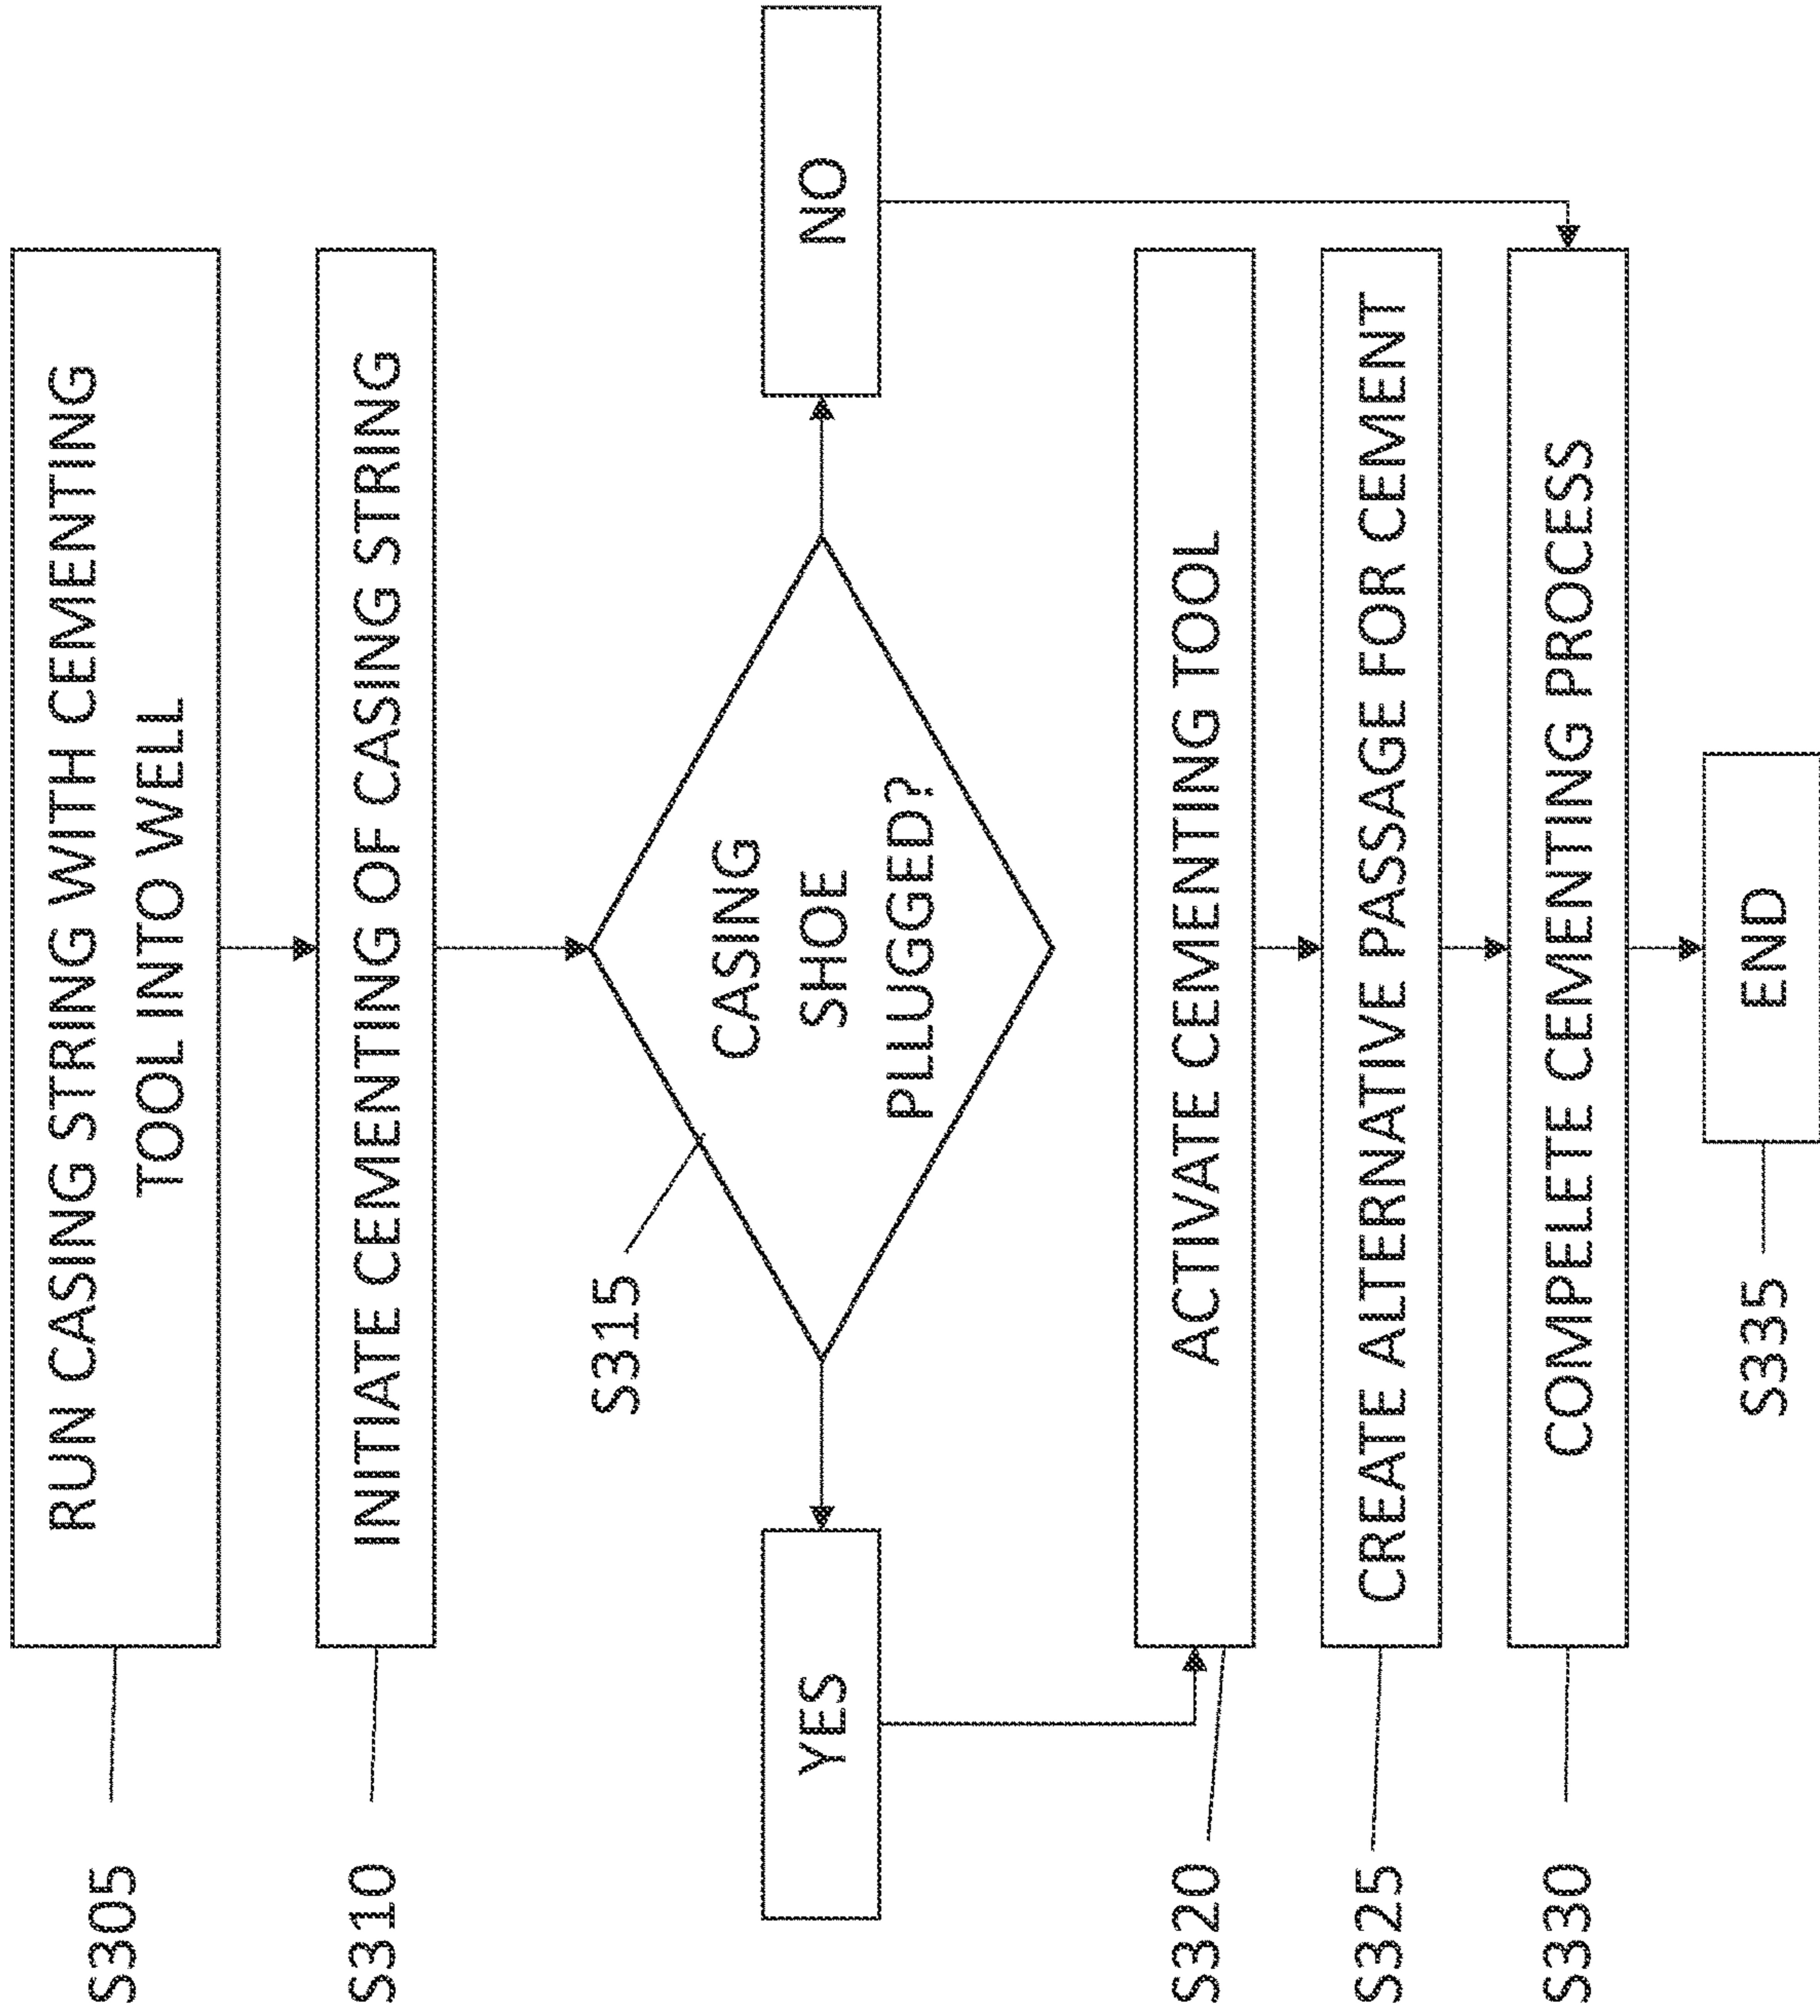 S305
RUN CASING STRING WITH CEMENTING
TOOL INTO WELL
S310
INITIATE CEMENTING OF CASING STRING
S315
CASING
SHOE
PLUGGED?
YES
NO
S320
ACTIVATE CEMENTING TOOL
S325
CREATE ALTERNATIVE PASSAGE FOR CEMENT
S330
COMPELETE CEMENTING PROCESS
S335
END